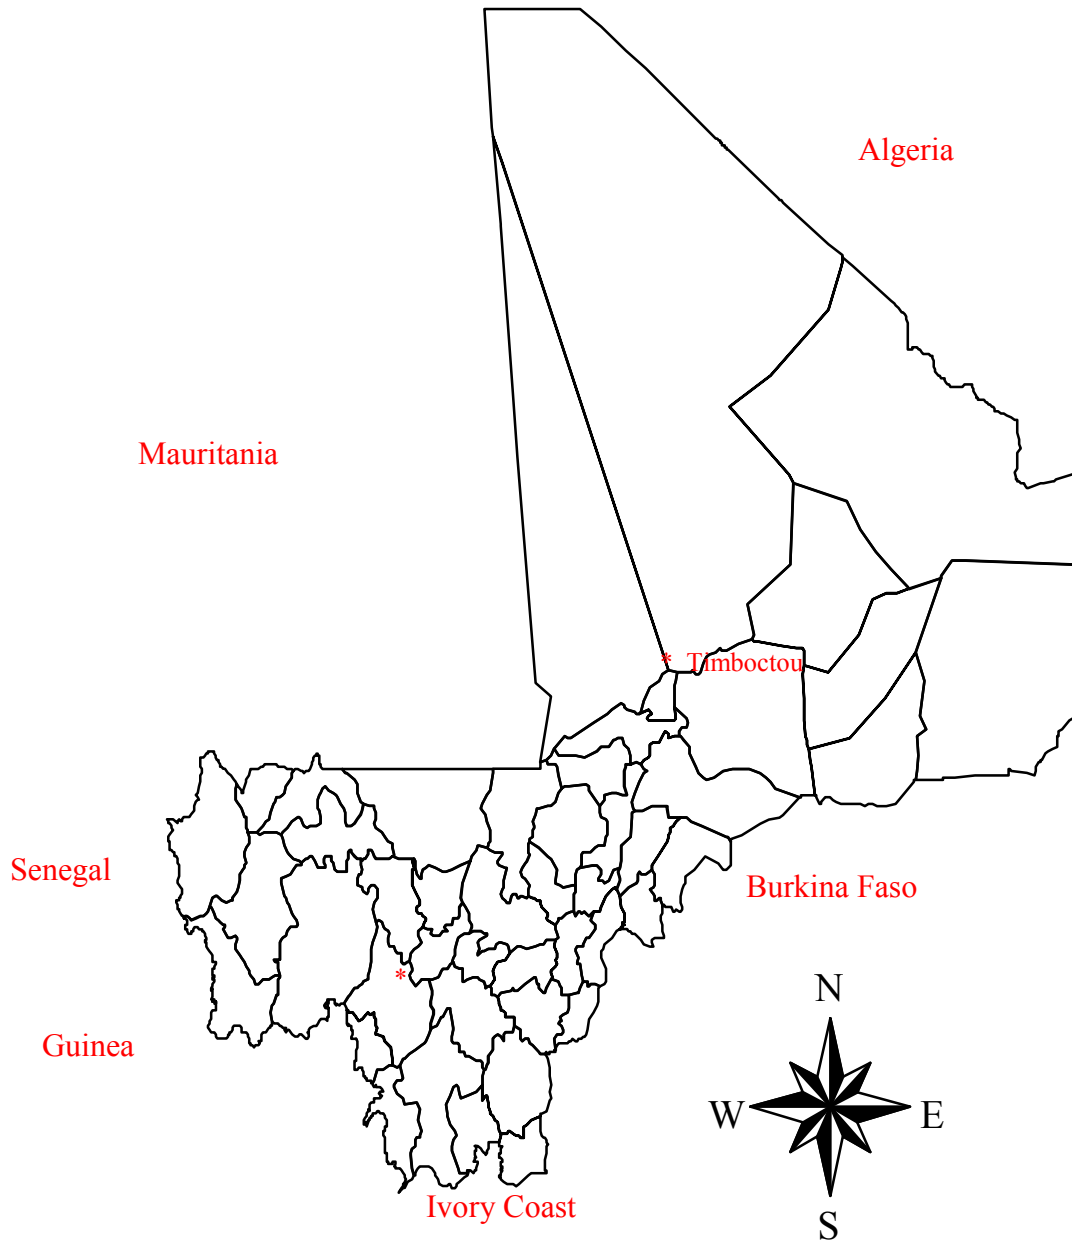 Algeria
Mauritania
* Timboctou
Senegal
Burkina Faso
*
N
Guinea
W E
Ivory Coast
S